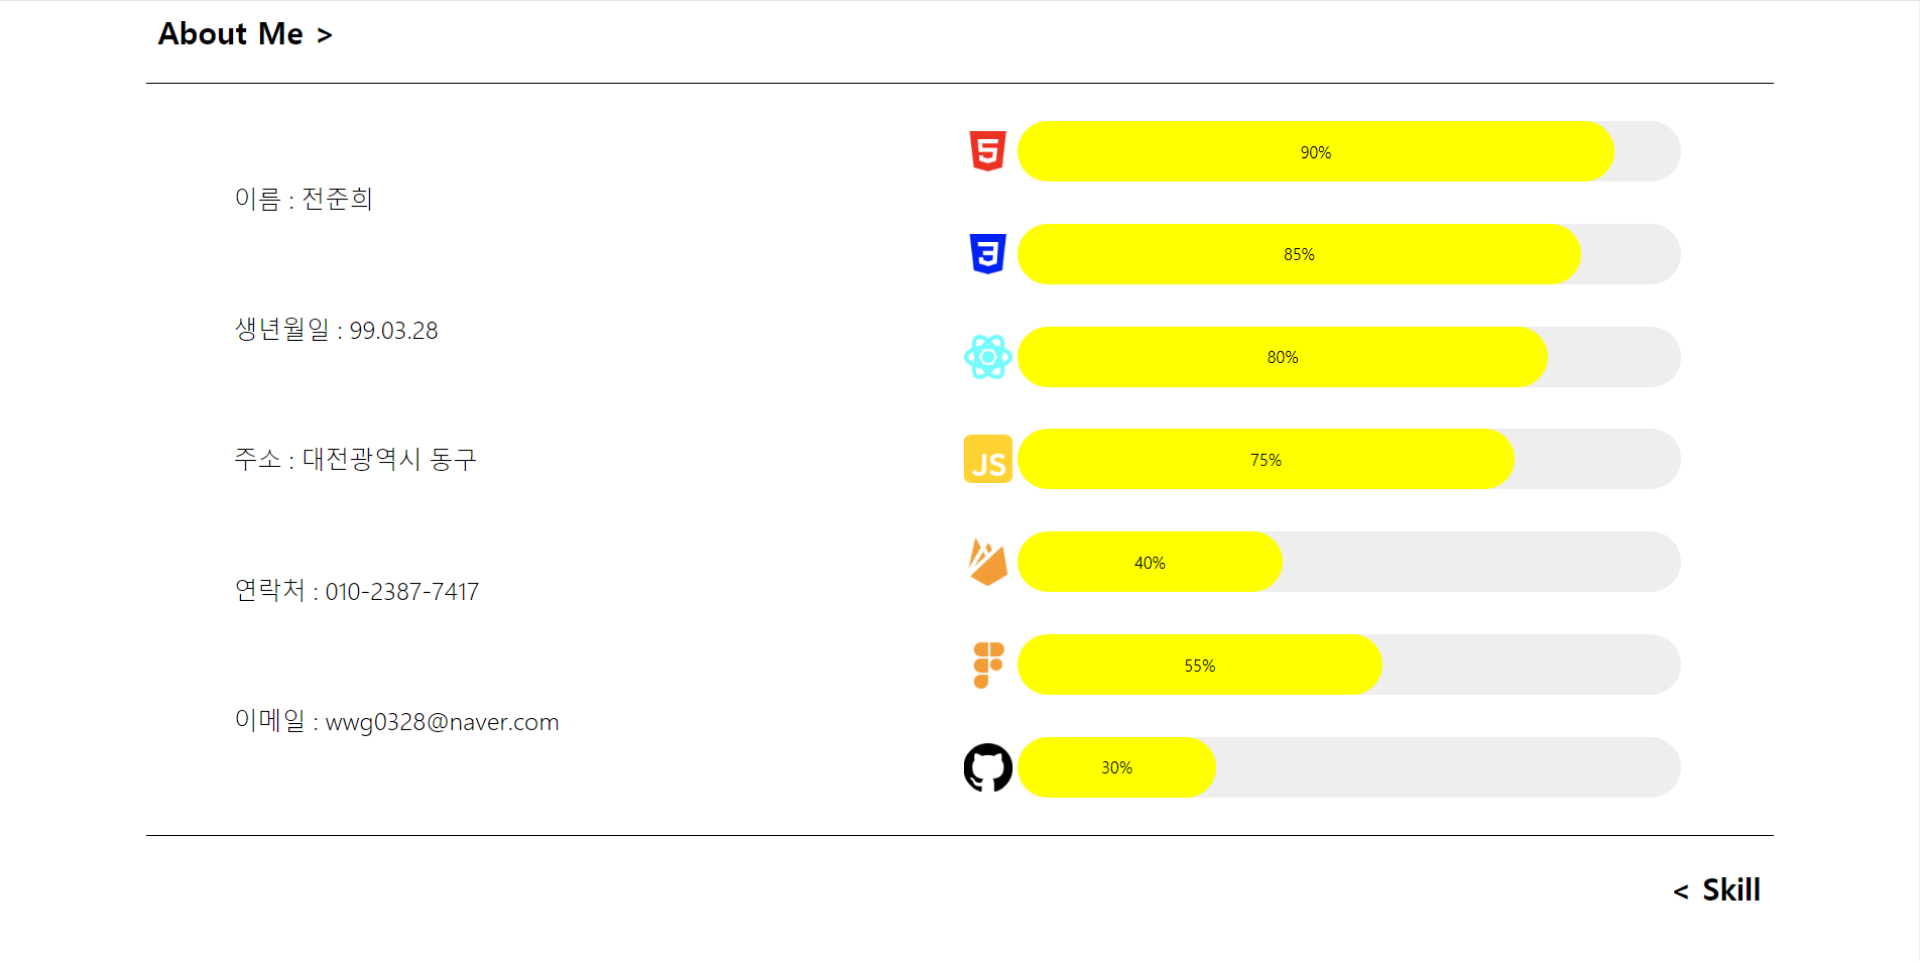 About Me >
이름 : 전준희
생년월일 : 99.03.28
주소 : 대전광역시 동구
연락처 : 010-2387-7417
이메일 : wwg0328@naver.com
90%
85%
80%
JS
75%
40%
55%
30%
< Skill